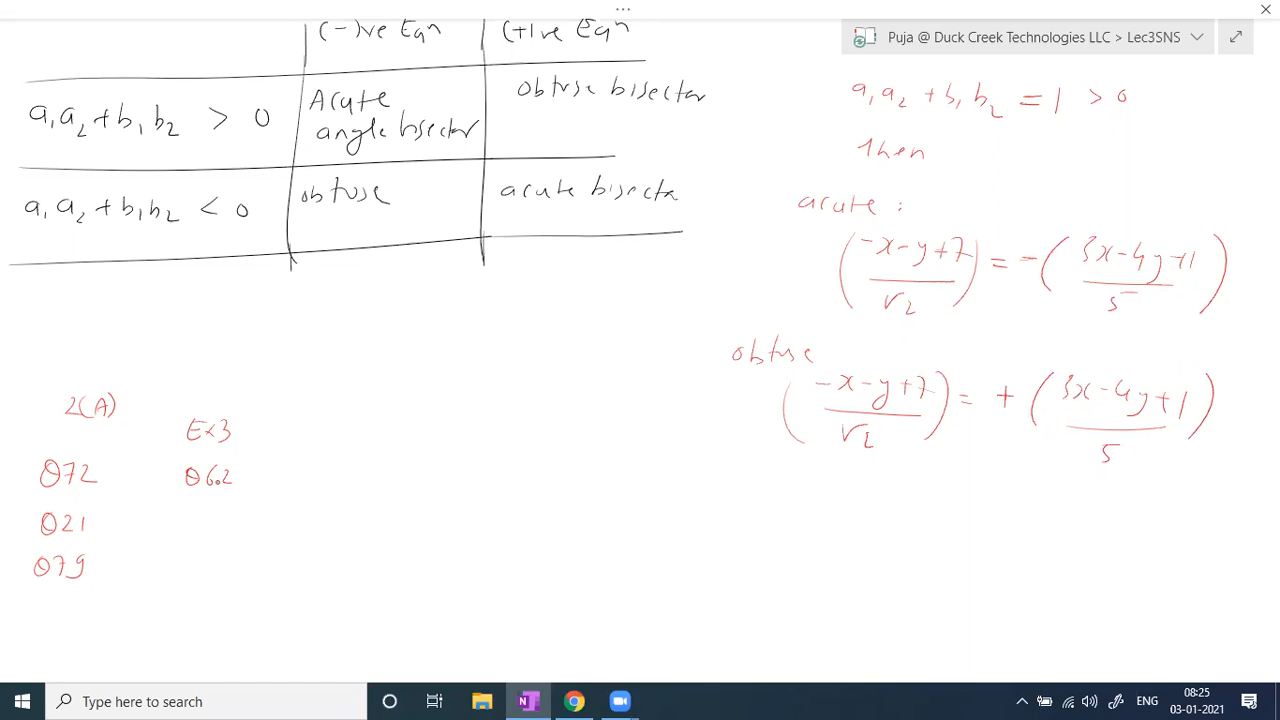 (-)ve Eqn (+)ve Eqn
a₁a₂ + b₁b₂ > 0 Acute angle bisector obtuse bisector
a₁a₂ + b₁b₂ < 0 obtuse acute bisecta
2(A)
Ex3
Q72 Q6.2
Q21
Q79
Puja @ Duck Creek Technologies LLC > Lec3SNS
a₁a₂ + b₁b₂ = 1 > 0
then
acute :
((-x-y+7)/√2) = -((3x-4y+1)/5)
obtuse
((-x-y+7)/√2) = +((3x-4y+1)/5)
Type here to search
ENG
08:25
03-01-2021